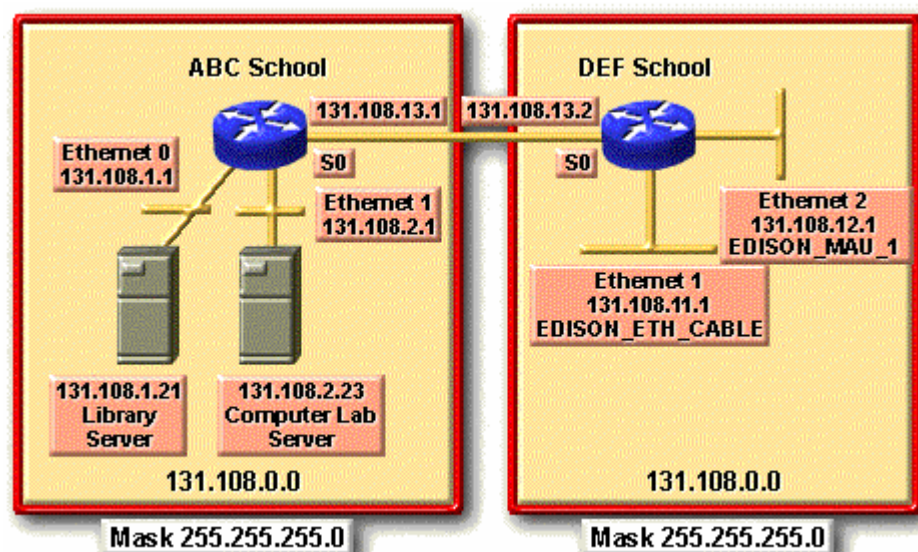 ABC School
DEF School
131.108.13.1
131.108.13.2
Ethernet 0
131.108.1.1
S0
S0
Ethernet 1
131.108.2.1
Ethernet 2
131.108.12.1
EDISON_MAU_1
Ethernet 1
131.108.11.1
EDISON_ETH_CABLE
131.108.1.21
Library
Server
131.108.2.23
Computer Lab
Server
131.108.0.0
131.108.0.0
Mask 255.255.255.0
Mask 255.255.255.0